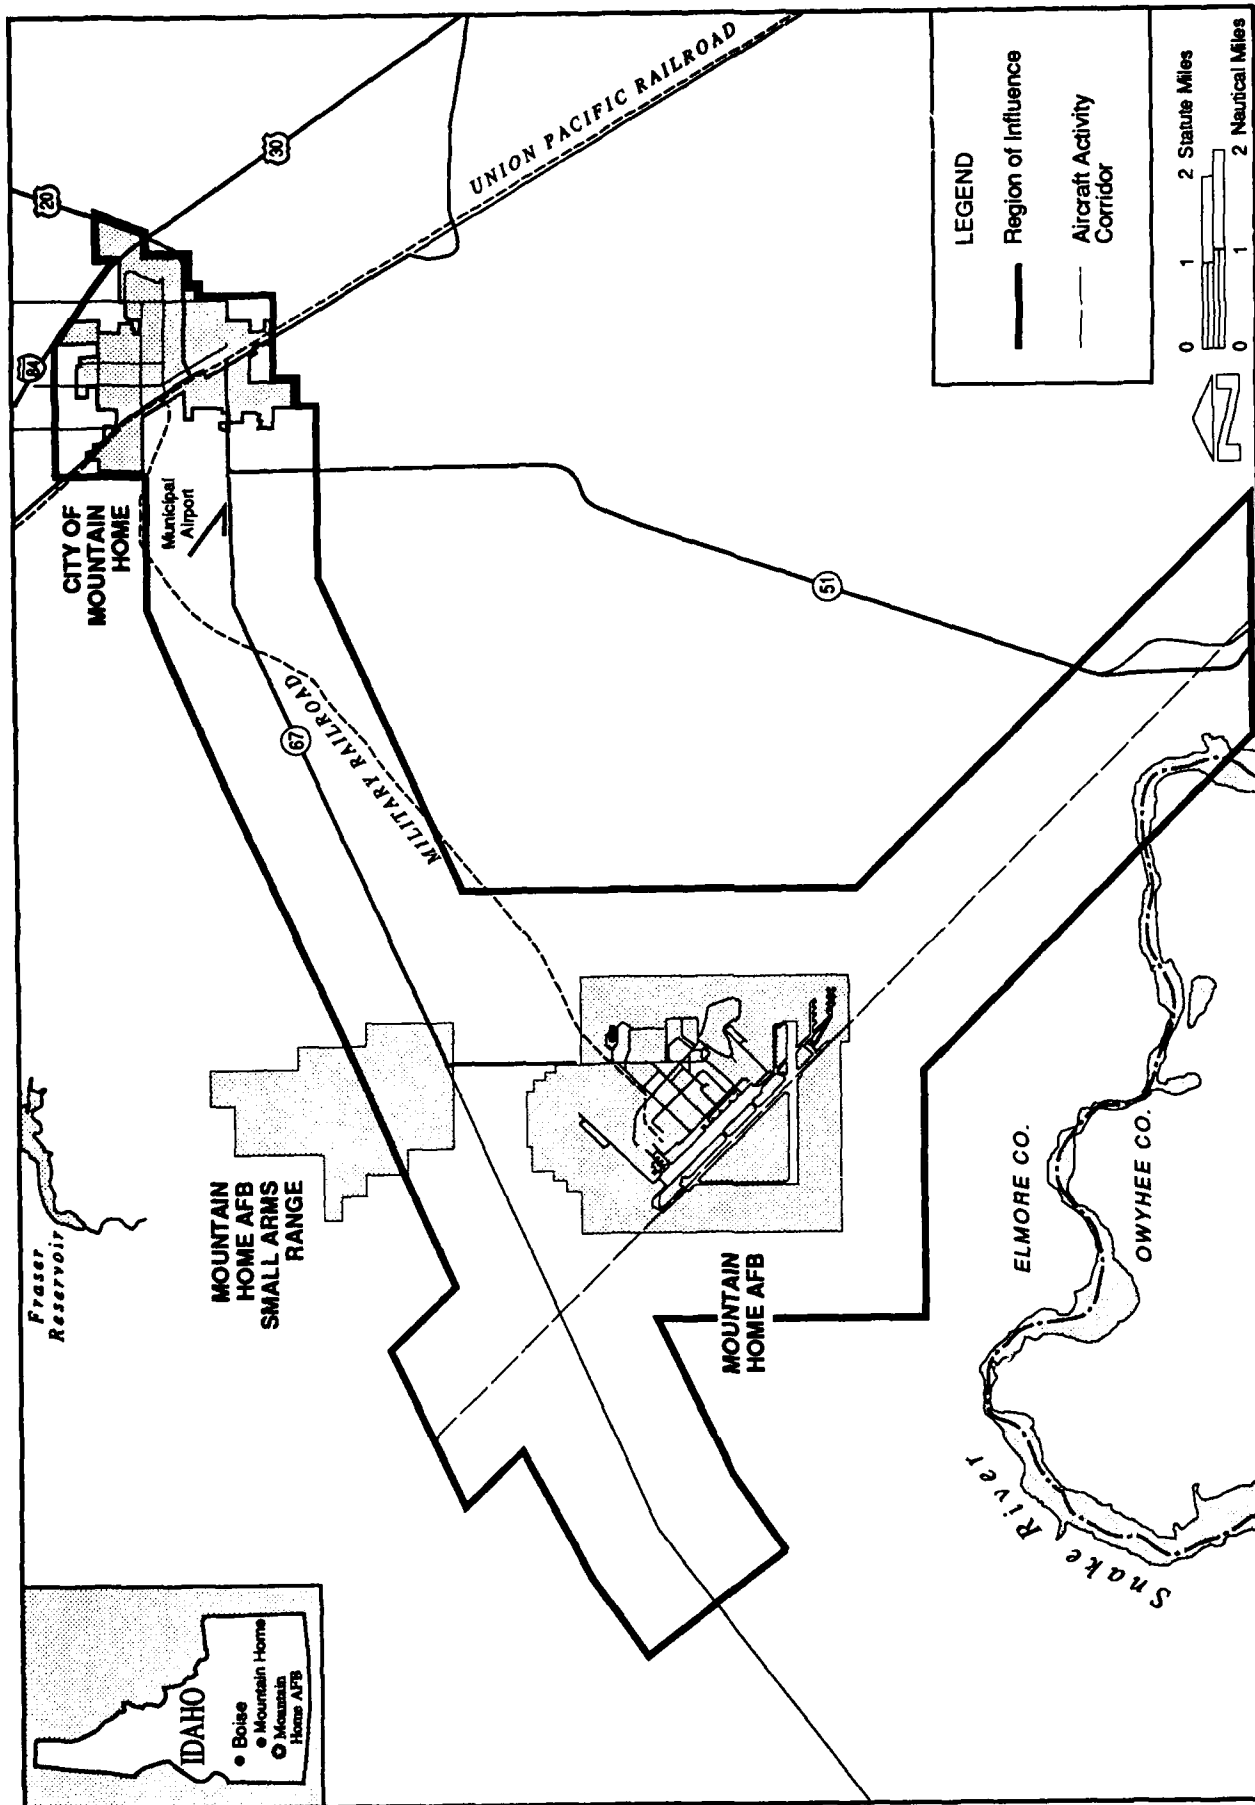 IDAHO
Boise
Mountain Home
Mountain
Home AFB
Fraser
Reservoir
MOUNTAIN
HOME AFB
SMALL ARMS
RANGE
MOUNTAIN
HOME AFB
CITY OF
MOUNTAIN
HOME
Municipal
Airport
84
20
30
UNION PACIFIC RAILROAD
MILITARY RAILROAD
67
51
Snake River
ELMORE CO.
OWYHEE CO.
LEGEND
Region of Influence
Aircraft Activity
Corridor
0 1 2 Statute Miles
0 1 2 Nautical Miles